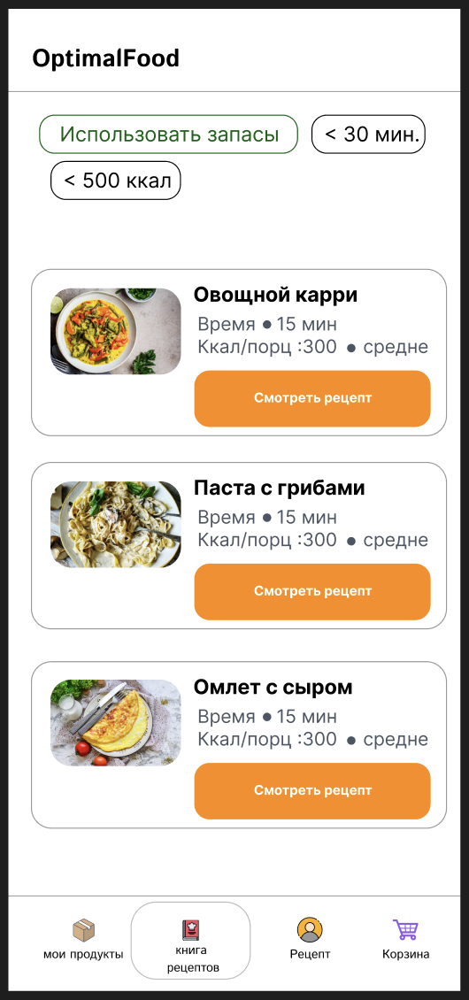 OptimalFood
Использовать запасы
< 30 мин.
< 500 ккал
Овощной карри
Время ● 15 мин
Ккал/порц :300 ● средне
Смотреть рецепт
Паста с грибами
Время ● 15 мин
Ккал/порц :300 ● средне
Смотреть рецепт
Омлет с сыром
Время ● 15 мин
Ккал/порц :300 ● средне
Смотреть рецепт
мои продукты
книга
рецептов
Рецепт
Корзина